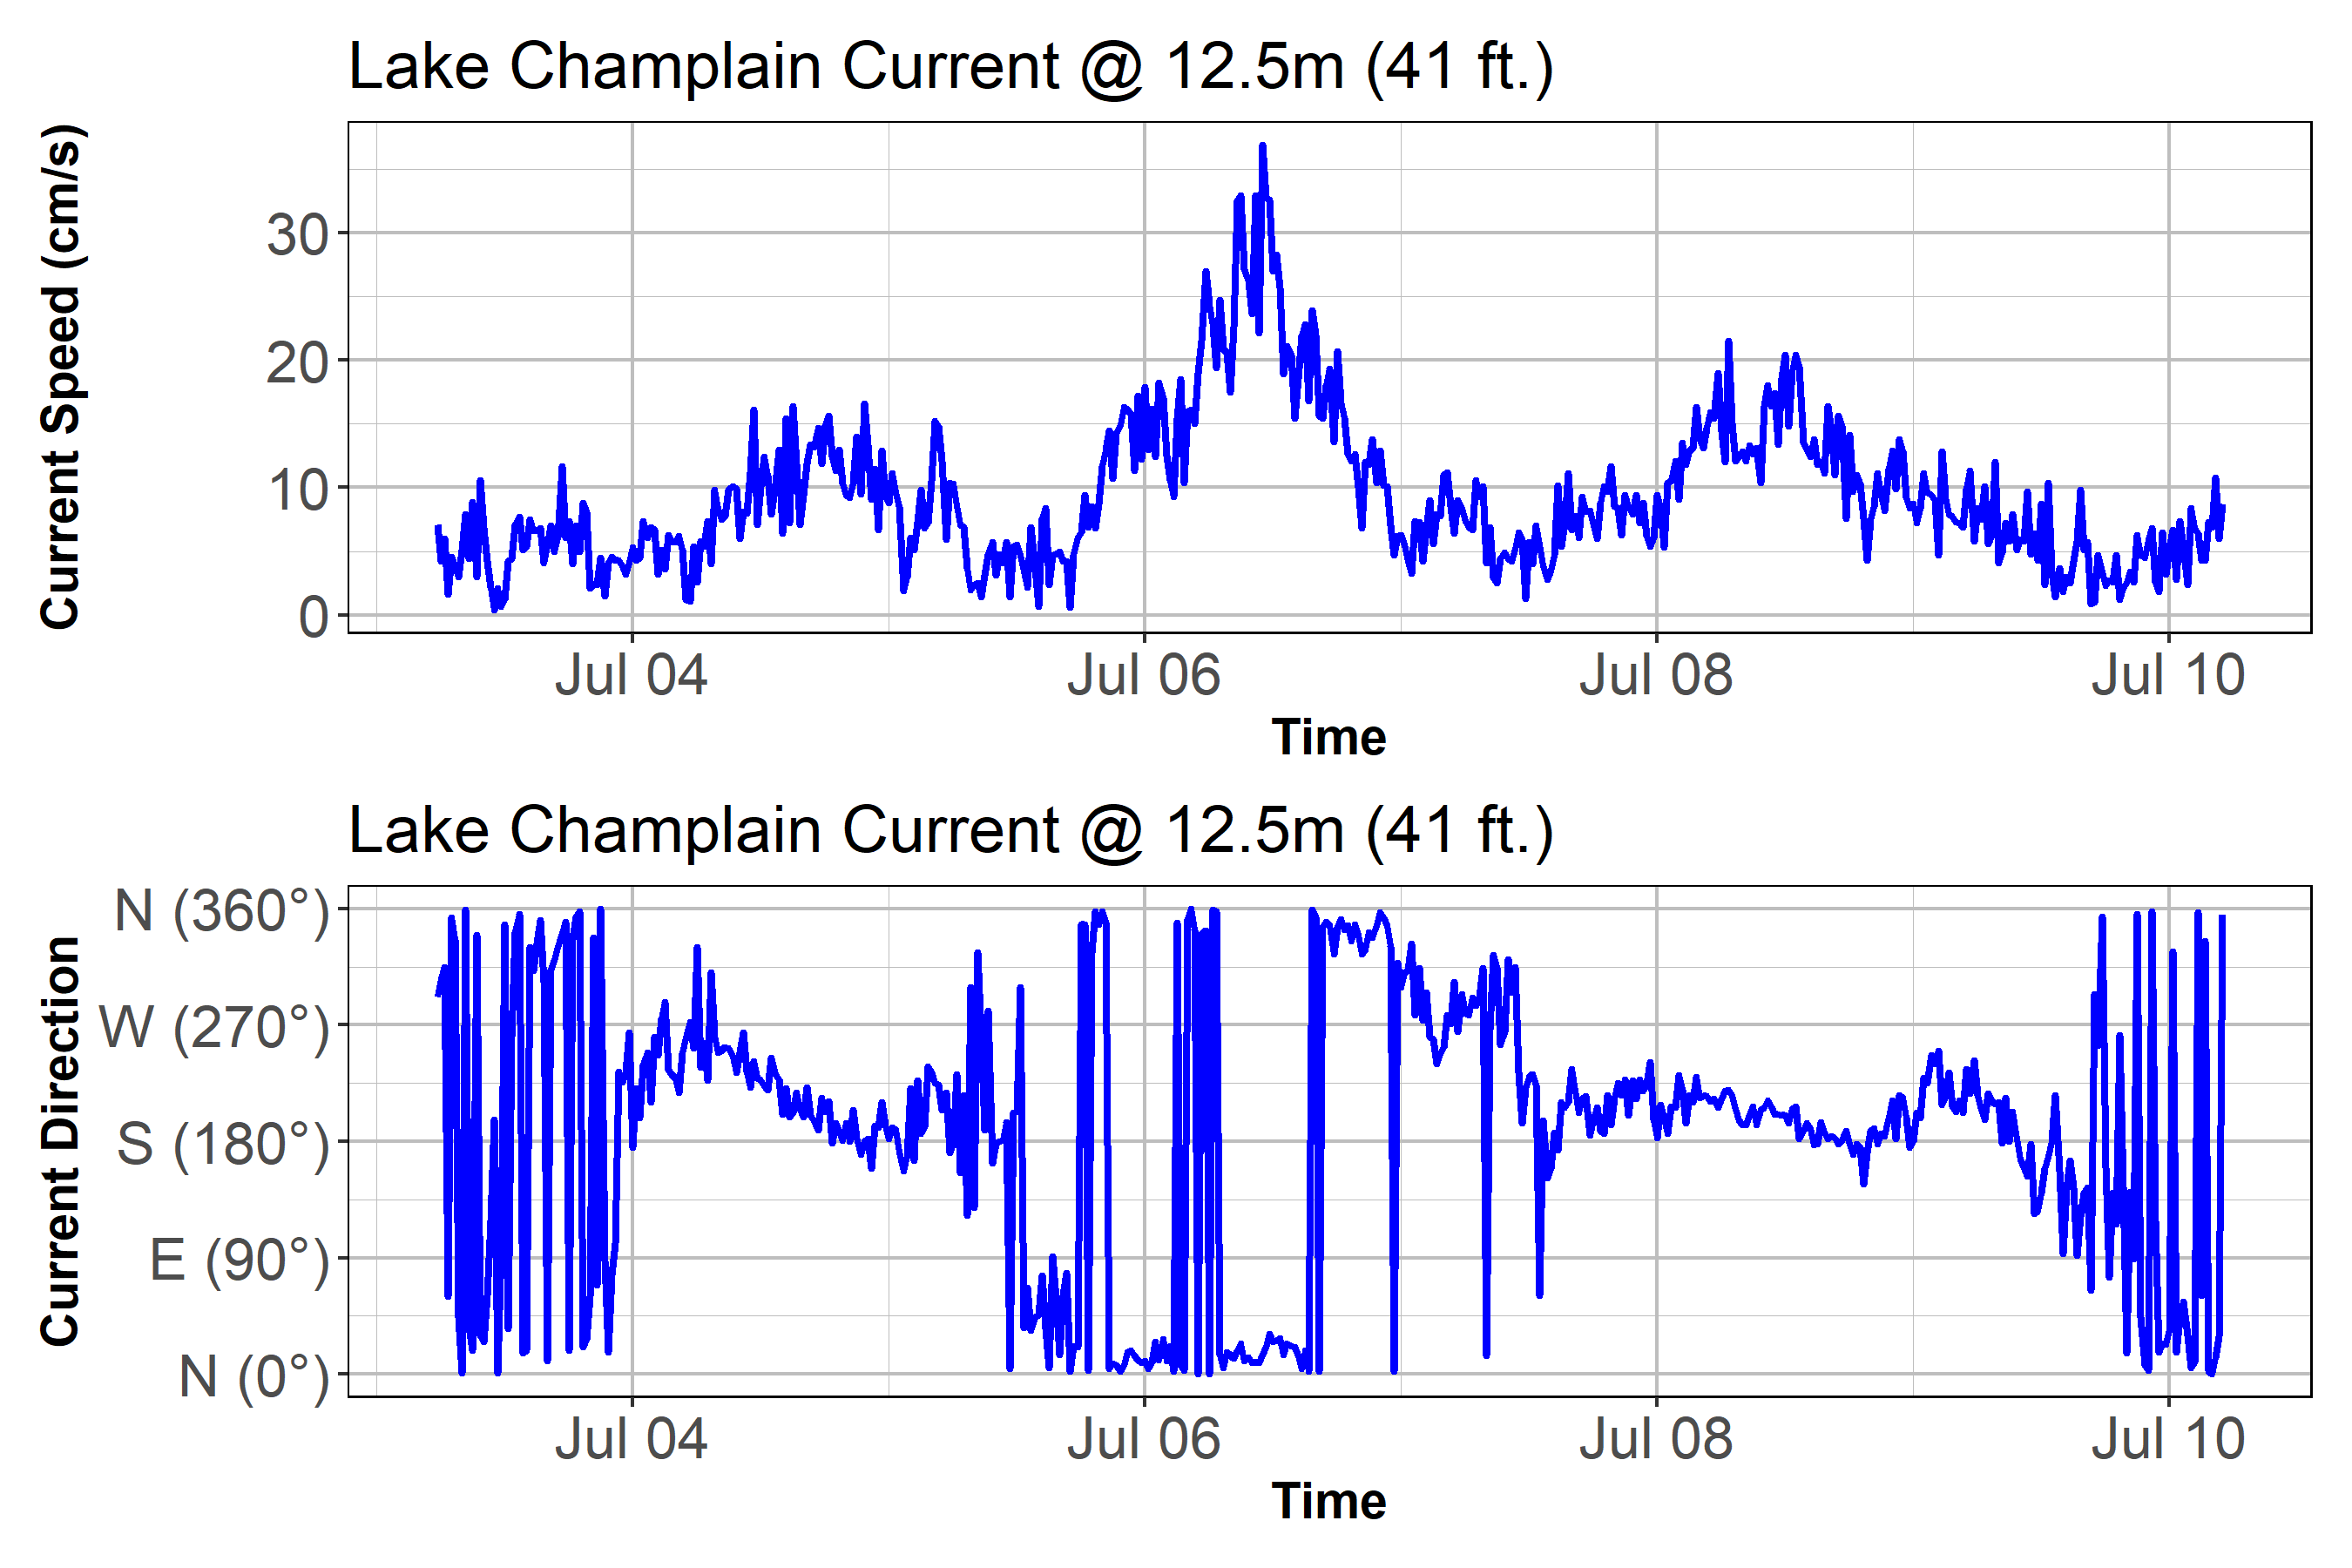 Lake Champlain Current @ 12.5m (41 ft.)
Current Speed (cm/s)
30
20
10
0
Jul 04 Jul 06 Jul 08 Jul 10
Time
Lake Champlain Current @ 12.5m (41 ft.)
Current Direction
N (360°)
W (270°)
S (180°)
E (90°)
N (0°)
Jul 04 Jul 06 Jul 08 Jul 10
Time